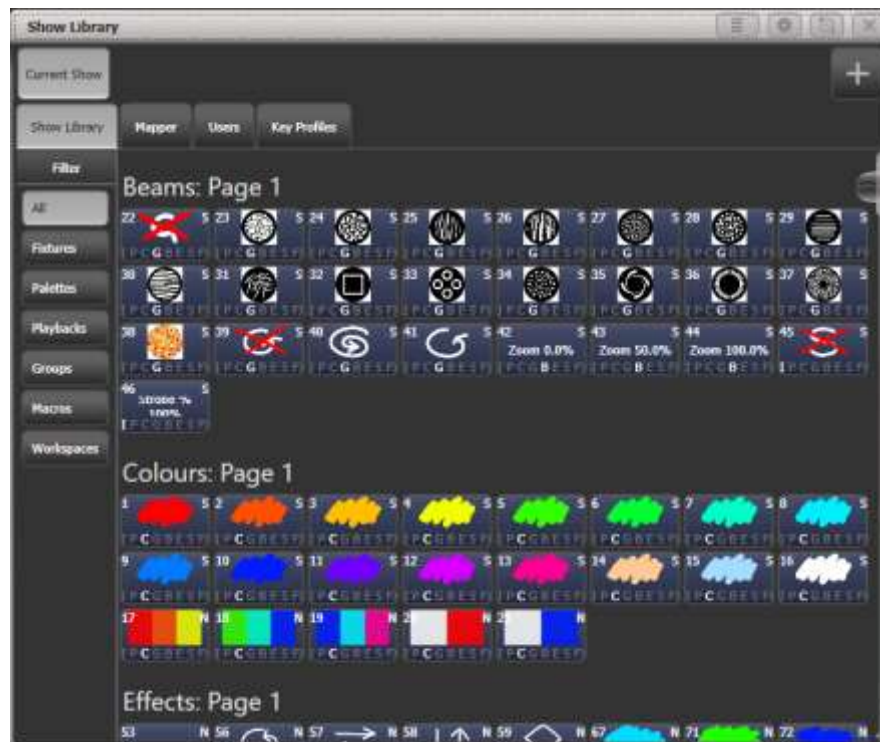 Show Library
Current Show
Show Library Mapper Users Key Profiles
Filter
All
Fixtures
Palettes
Playbacks
Groups
Macros
Workspaces
Beams: Page 1
22 S 23 S 24 S 25 S 26 S 27 S 28 S 29 S
I P C G B E S F I P C G B E S F I P C G B E S F I P C G B E S F I P C G B E S F I P C G B E S F I P C G B E S F I P C G B E S F
30 S 31 S 32 S 33 S 34 S 35 S 36 S 37 S
I P C G B E S F I P C G B E S F I P C G B E S F I P C G B E S F I P C G B E S F I P C G B E S F I P C G B E S F I P C G B E S F
38 S 39 S 40 S 41 S 42 S 43 S 44 S 45 S
Zoom 0.0% Zoom 50.0% Zoom 100.0%
I P C G B E S F I P C G B E S F I P C G B E S F I P C G B E S F I P C G B E S F I P C G B E S F I P C G B E S F I P C G B E S F
46 S
Strobe %
100%
I P C G B E S F
Colours: Page 1
1 S 2 S 3 S 4 S 5 S 6 S 7 S 8 S
I P C G B E S F I P C G B E S F I P C G B E S F I P C G B E S F I P C G B E S F I P C G B E S F I P C G B E S F I P C G B E S F
9 S 10 S 11 S 12 S 13 S 14 S 15 S 16 S
I P C G B E S F I P C G B E S F I P C G B E S F I P C G B E S F I P C G B E S F I P C G B E S F I P C G B E S F I P C G B E S F
17 N 18 N 19 N N N
I P C G B E S F I P C G B E S F I P C G B E S F I P C G B E S F I P C G B E S F
Effects: Page 1
53 N 56 N 57 N 58 N 59 N 67 N 71 N 72 N